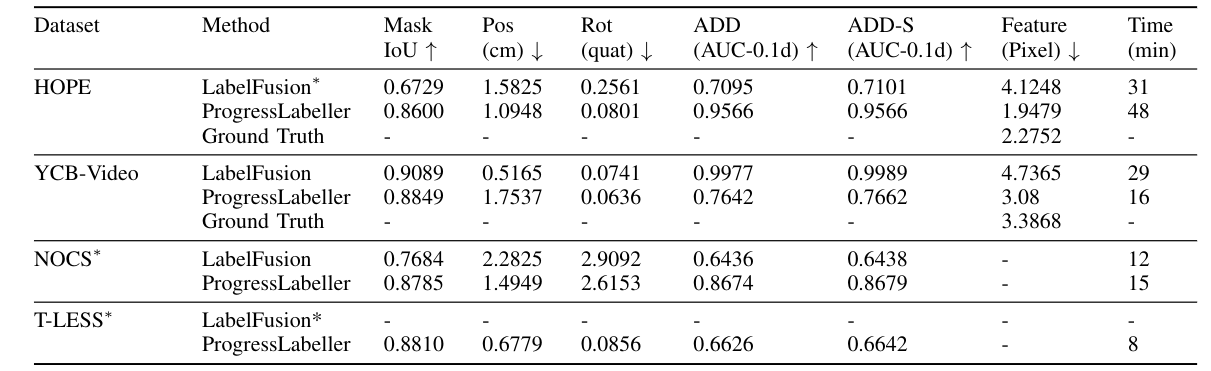 Dataset Method Mask Pos Rot ADD ADD-S Feature Time
IoU ↑ (cm) ↓ (quat) ↓ (AUC-0.1d) ↑ (AUC-0.1d) ↑ (Pixel) ↓ (min)
HOPE LabelFusion* 0.6729 1.5825 0.2561 0.7095 0.7101 4.1248 31
ProgressLabeller 0.8600 1.0948 0.0801 0.9566 0.9566 1.9479 48
Ground Truth - - - - - 2.2752 -
YCB-Video LabelFusion 0.9089 0.5165 0.0741 0.9977 0.9989 4.7365 29
ProgressLabeller 0.8849 1.7537 0.0636 0.7642 0.7662 3.08 16
Ground Truth - - - - - 3.3868 -
NOCS* LabelFusion 0.7684 2.2825 2.9092 0.6436 0.6438 - 12
ProgressLabeller 0.8785 1.4949 2.6153 0.8674 0.8679 - 15
T-LESS* LabelFusion* - - - - - - -
ProgressLabeller 0.8810 0.6779 0.0856 0.6626 0.6642 - 8